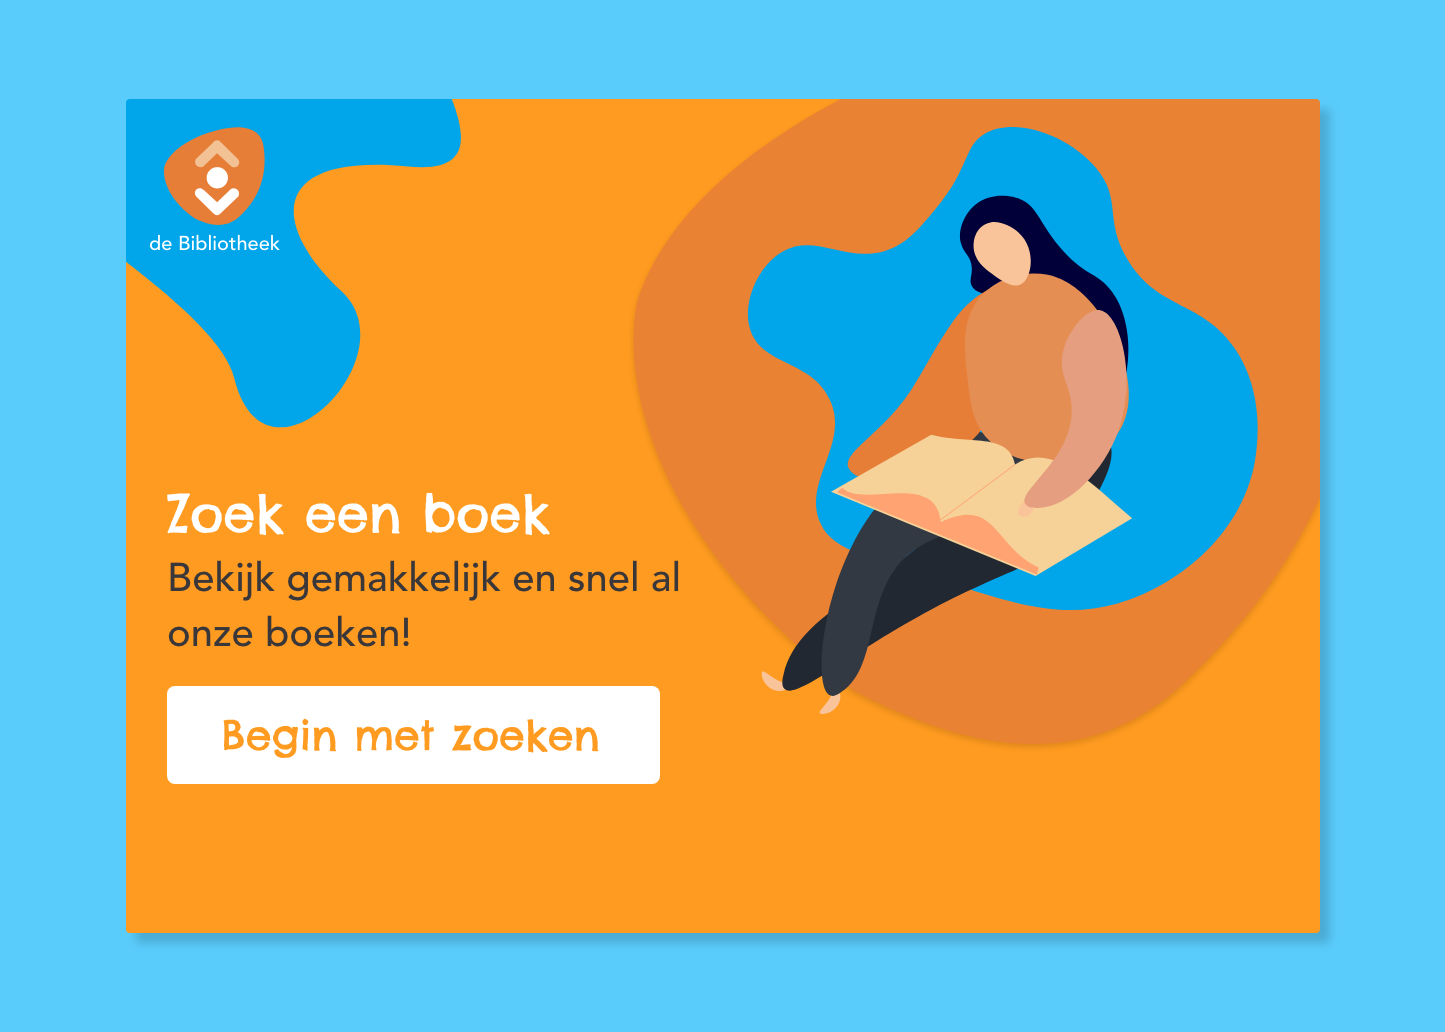 de Bibliotheek
Zoek een boek
Bekijk gemakkelijk en snel al
onze boeken!
Begin met zoeken